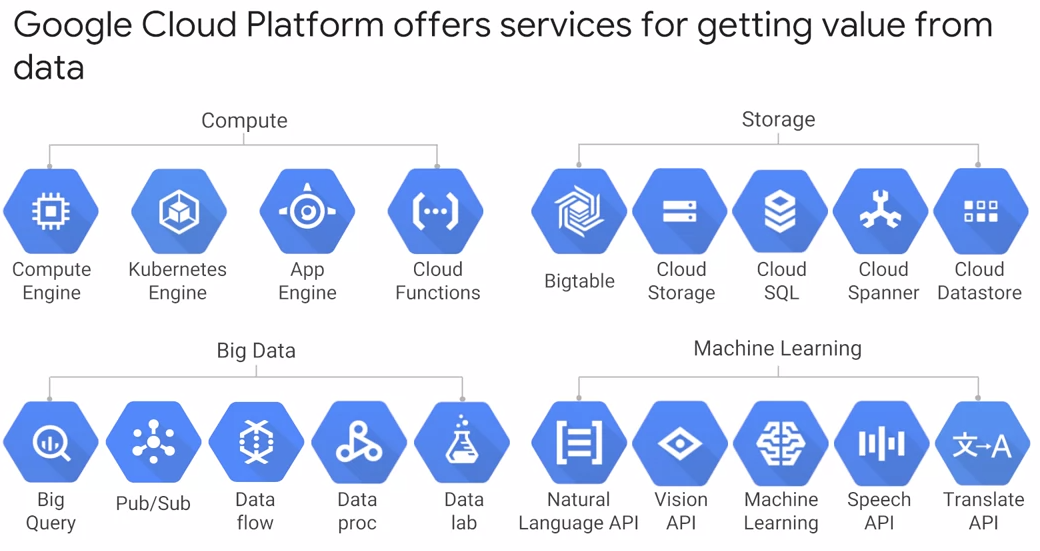 Google Cloud Platform offers services for getting value from
data
Compute
Compute
Engine
Kubernetes
Engine
App
Engine
Cloud
Functions
Storage
Bigtable
Cloud
Storage
Cloud
SQL
Cloud
Spanner
Cloud
Datastore
Big Data
Big
Query
Pub/Sub
Data
flow
Data
proc
Data
lab
Machine Learning
Natural
Language API
Vision
API
Machine
Learning
Speech
API
文→A
Translate
API